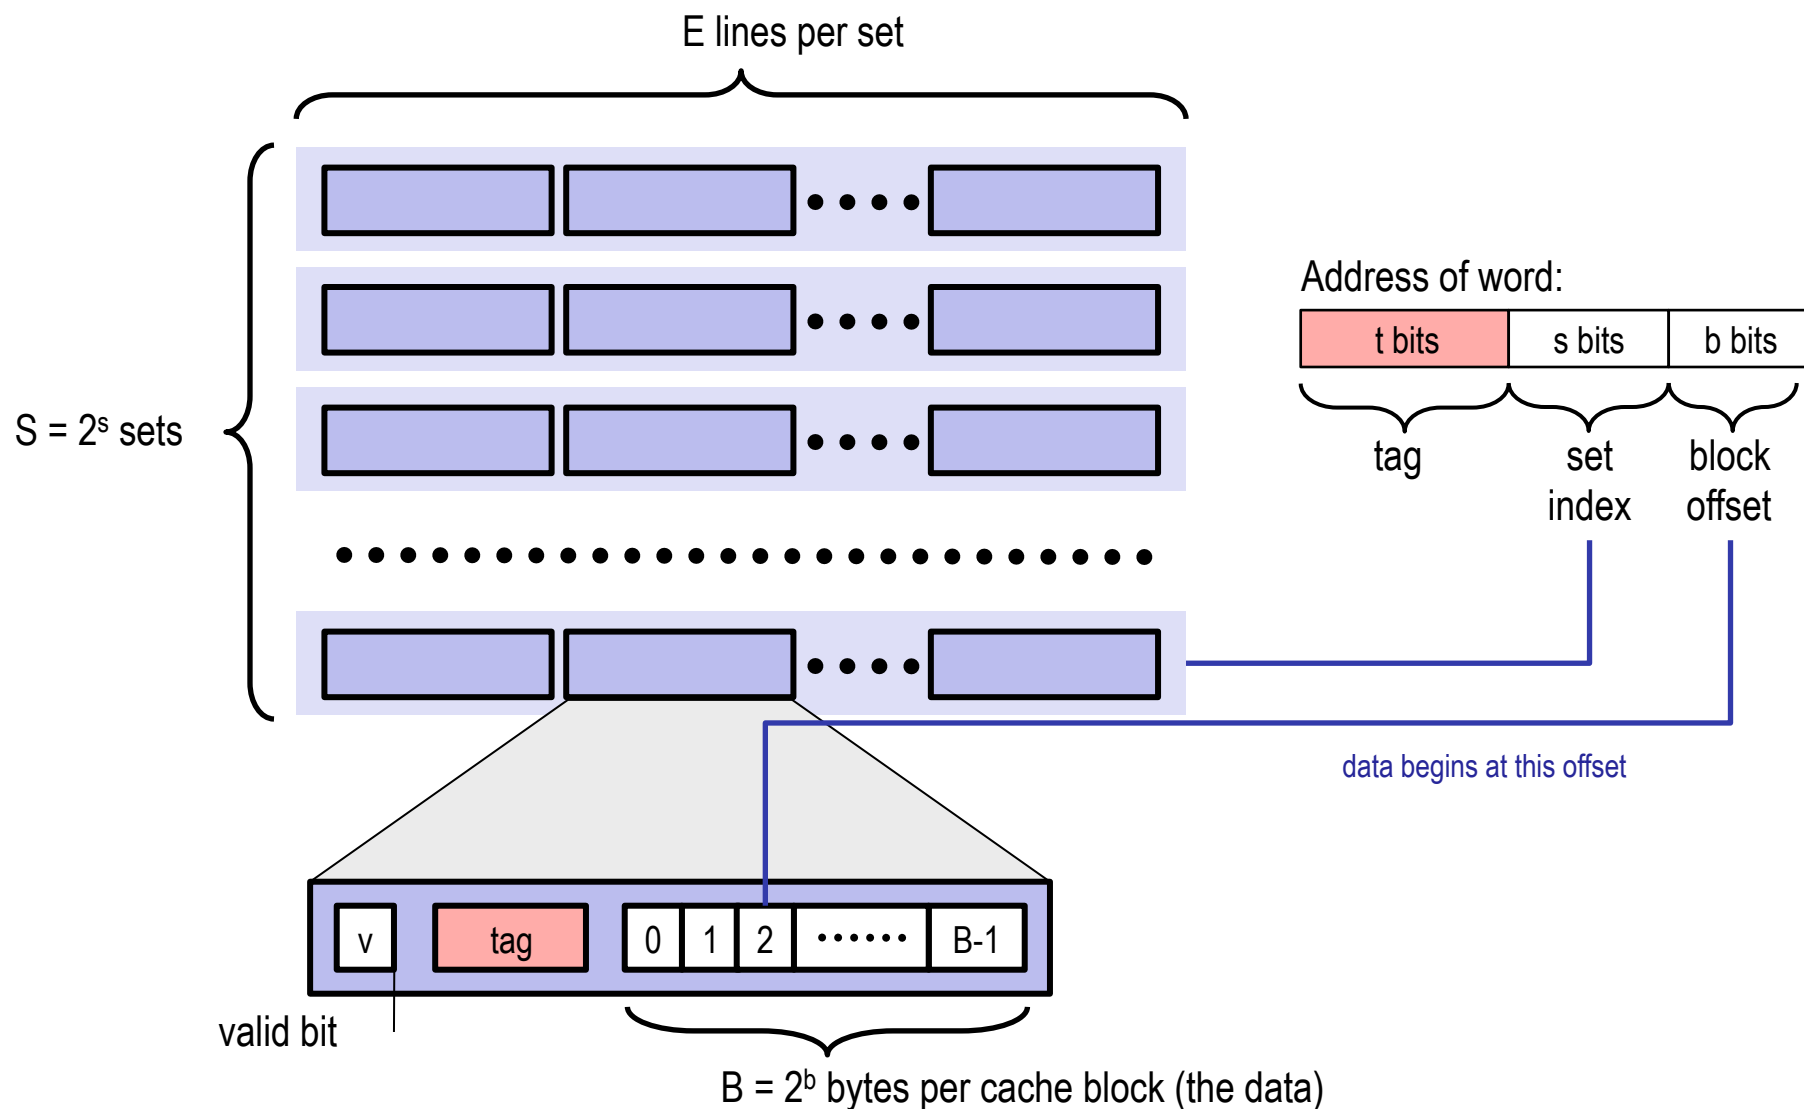 E lines per set
S = 2ˢ sets
Address of word:
t bits s bits b bits
tag set block
index offset
data begins at this offset
v tag 0 1 2 •••••• B-1
valid bit
B = 2ᵇ bytes per cache block (the data)